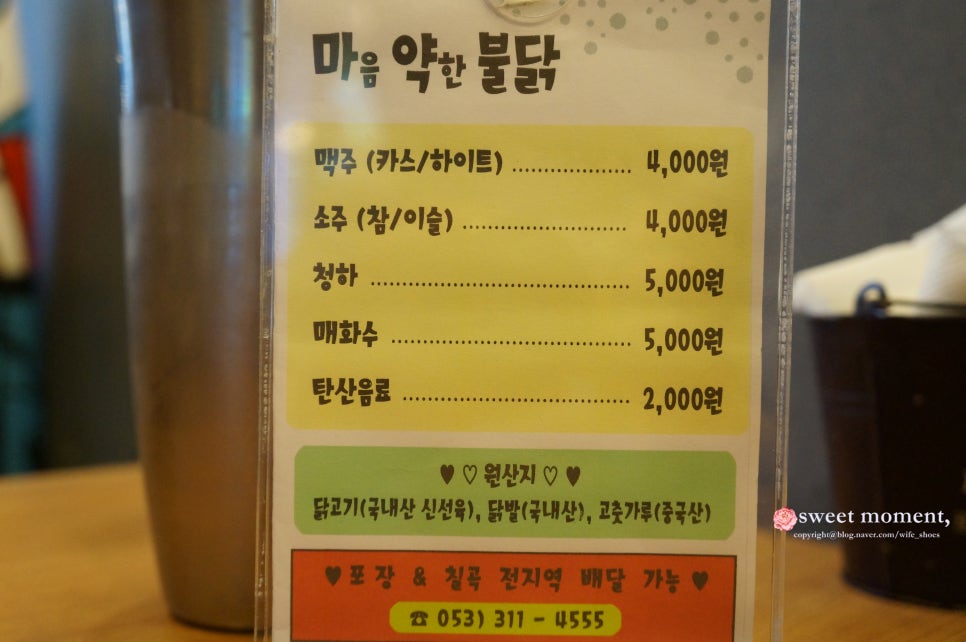 마음 약한 불닭
맥주 (카스/하이트) .................... 4,000원
소주 (참/이슬) ............................ 4,000원
청하 ............................................ 5,000원
매화수 ........................................ 5,000원
탄산음료 ...................................... 2,000원
♥ ♡ 원산지 ♡ ♥
닭고기(국내산 신선육), 닭발(국내산), 고춧가루(중국산)
♥ 포장 & 칠곡 전지역 배달 가능 ♥
☎ 053) 311 - 4555
sweet moment,
copyright@blog.naver.com/wife_shoes